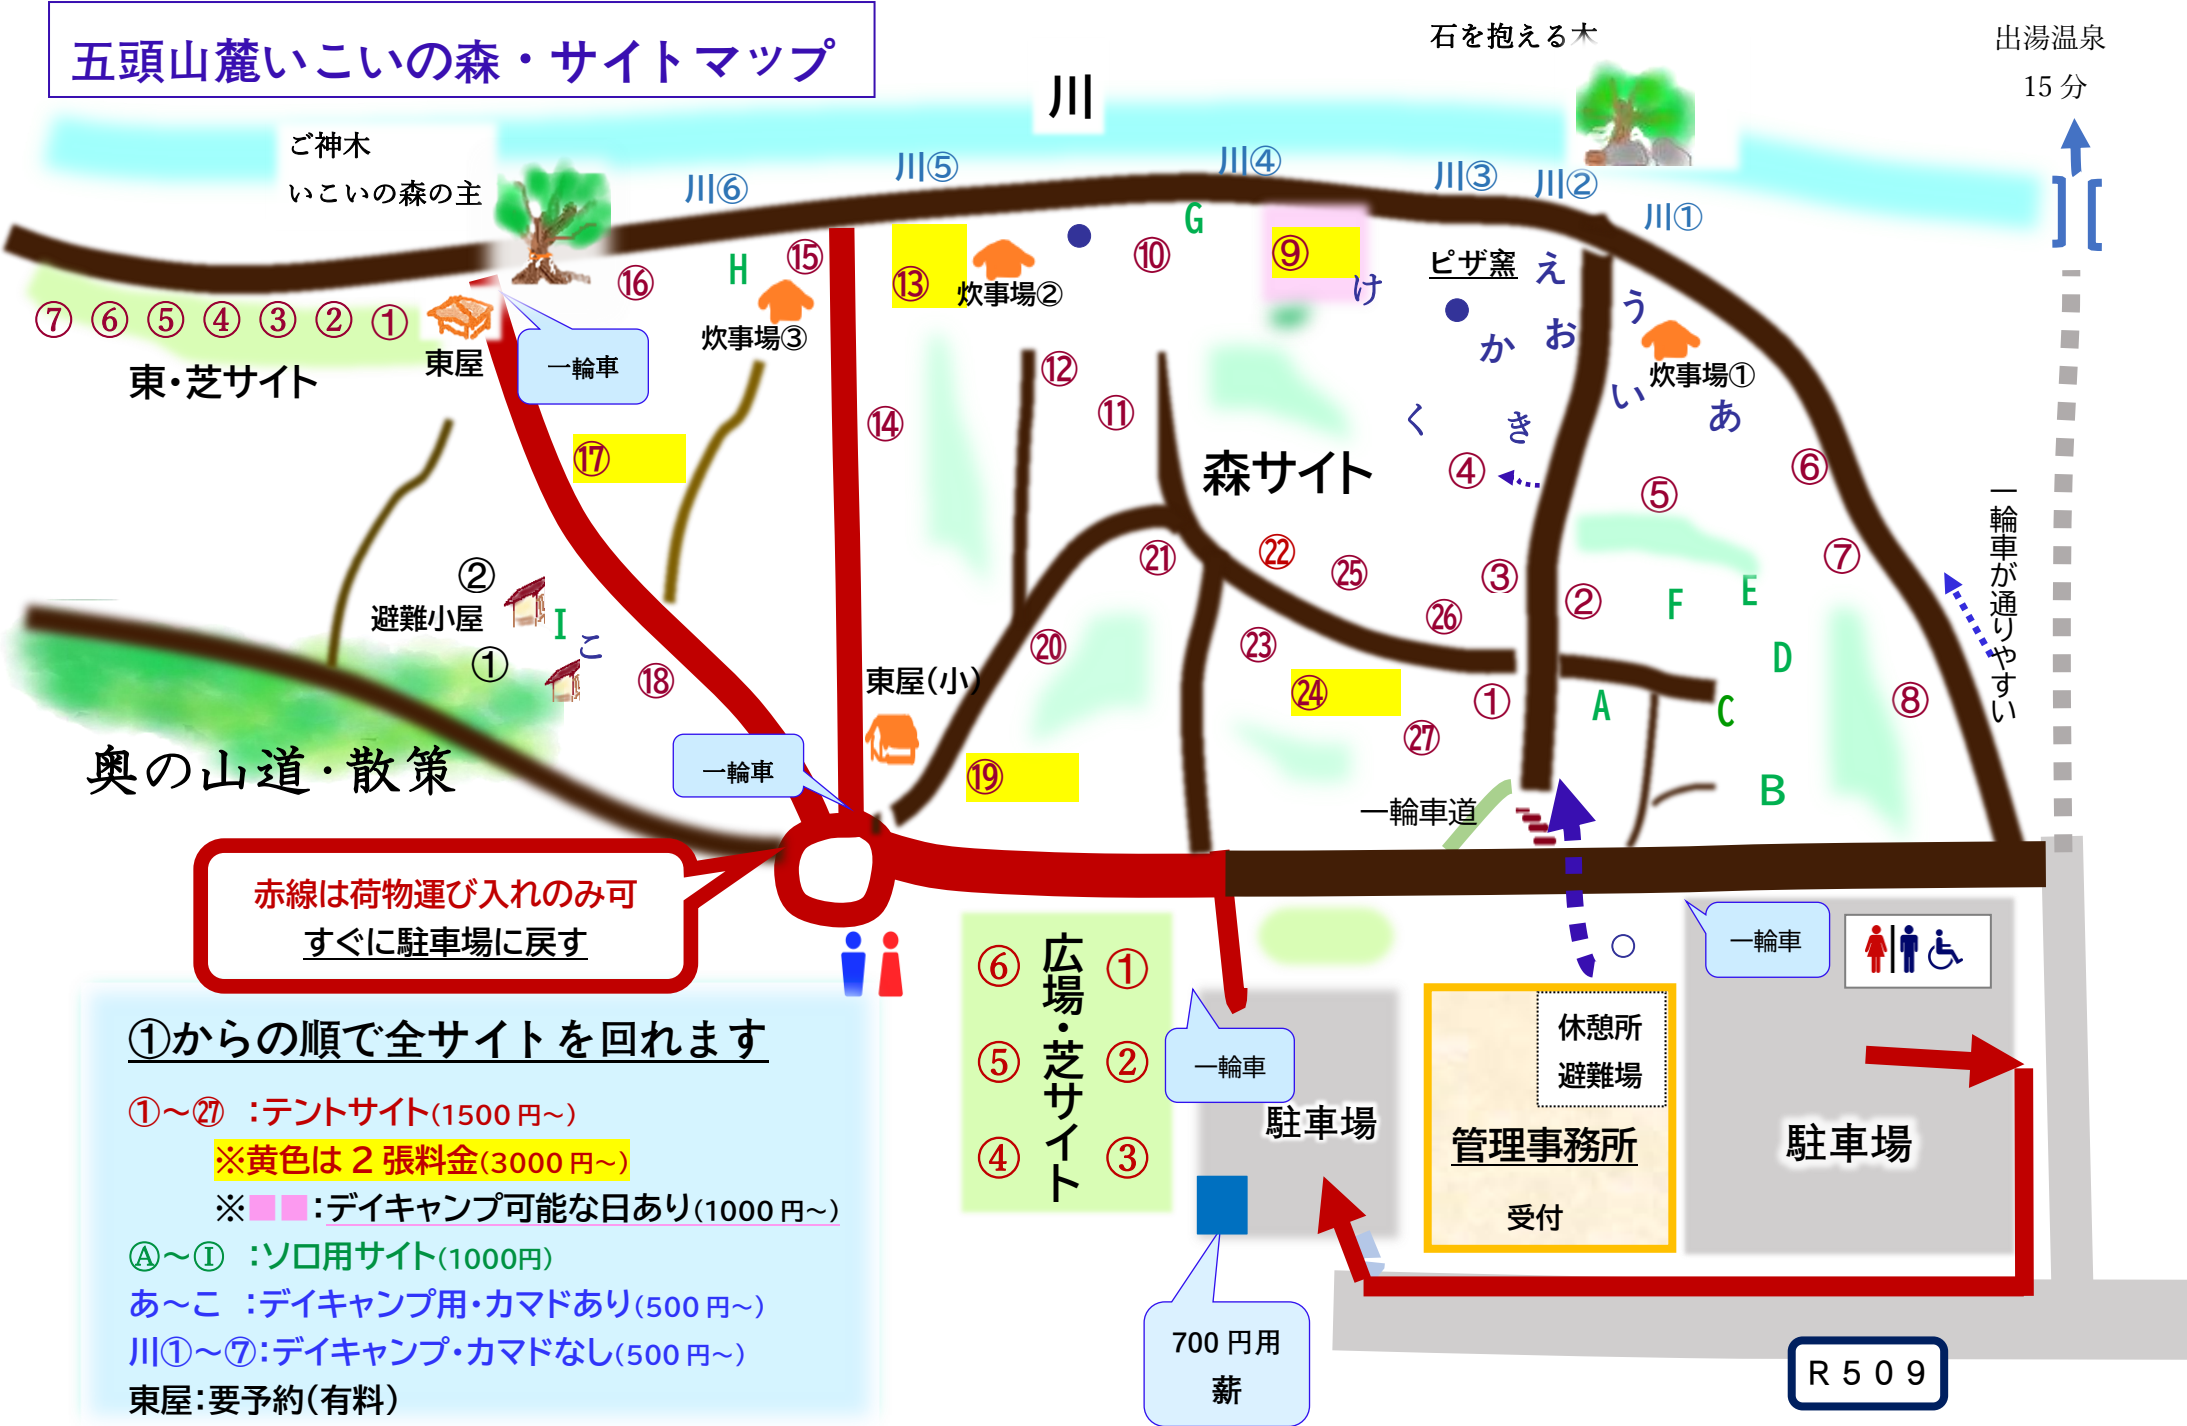 五頭山麓いこいの森・サイトマップ
石を抱える木
出湯温泉
15分
川
ご神木
いこいの森の主
川⑥
川⑤
川④
川③
川②
川①
G
H
⑮
⑯
⑬
炊事場②
⑩
⑨
け
ピザ窯
え
う
お
か
炊事場①
い
あ
く
き
⑦
⑥
⑤
④
③
②
①
東・芝サイト
東屋
一輪車
炊事場③
⑫
⑪
⑭
⑰
森サイト
④
⑤
⑥
⑦
一輪車が通りやすい
㉑
㉒
㉕
③
②
㉖
F
E
D
②
避難小屋
①
I
こ
⑱
⑳
㉓
㉔
①
A
C
⑧
㉗
B
東屋(小)
⑲
奥の山道・散策
一輪車
一輪車道
赤線は荷物運び入れのみ可
すぐに駐車場に戻す
⑥
⑤
④
広場・芝サイト
①
②
③
一輪車
駐車場
700円用
薪
休憩所
避難場
管理事務所
受付
一輪車
駐車場
R509
①からの順で全サイトを回れます
①～㉗ :テントサイト(1500円～)
※黄色は2張料金(3000円～)
※■■:デイキャンプ可能な日あり(1000円～)
Ⓐ～Ⓘ :ソロ用サイト(1000円)
あ～こ :デイキャンプ用・カマドあり(500円～)
川①～⑦:デイキャンプ・カマドなし(500円～)
東屋:要予約(有料)